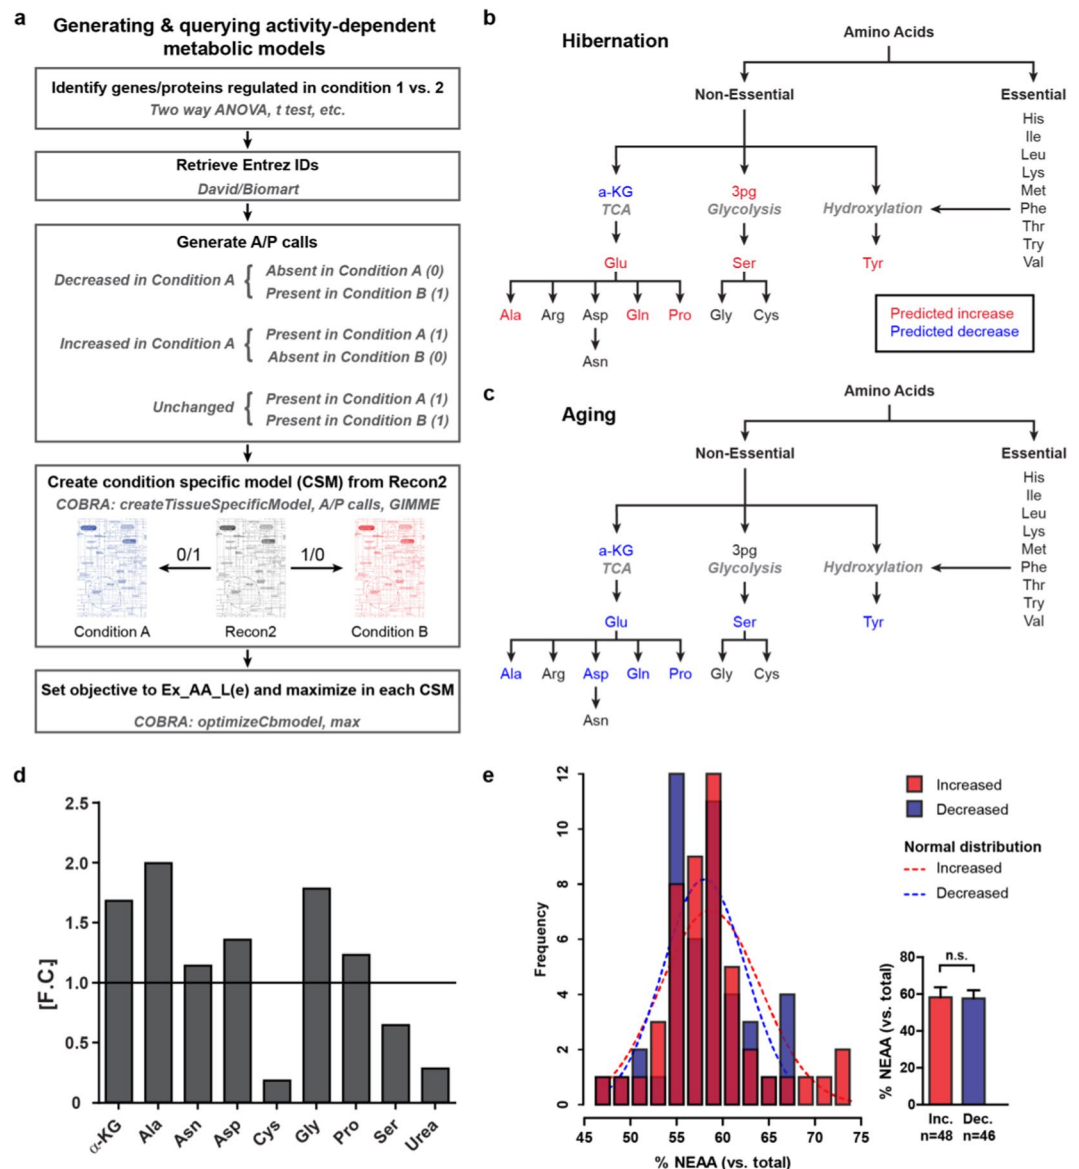 a
Generating & querying activity-dependent
metabolic models
Identify genes/proteins regulated in condition 1 vs. 2
Two way ANOVA, t test, etc.
Retrieve Entrez IDs
David/Biomart
Generate A/P calls
Decreased in Condition A { Absent in Condition A (0)
Present in Condition B (1)
Increased in Condition A { Present in Condition A (1)
Absent in Condition B (0)
Unchanged { Present in Condition A (1)
Present in Condition B (1)
Create condition specific model (CSM) from Recon2
COBRA: createTissueSpecificModel, A/P calls, GIMME
0/1 1/0
Condition A Recon2 Condition B
Set objective to Ex_AA_L(e) and maximize in each CSM
COBRA: optimizeCbmodel, max
b
Hibernation
Amino Acids
Non-Essential Essential
His
Ile
Leu
Lys
Met
Phe
Thr
Try
Val
a-KG 3pg
TCA Glycolysis Hydroxylation
Glu Ser Tyr
Ala Arg Asp Gln Pro Gly Cys
Asn
Predicted increase
Predicted decrease
c
Aging
Amino Acids
Non-Essential Essential
His
Ile
Leu
Lys
Met
Phe
Thr
Try
Val
a-KG 3pg
TCA Glycolysis Hydroxylation
Glu Ser Tyr
Ala Arg Asp Gln Pro Gly Cys
Asn
d
[F.C.]
2.5
2.0
1.5
1.0
0.5
0
α-KG Ala Asn Asp Cys Gly Pro Ser Urea
e
Frequency
12
10
8
6
4
2
0
45 50 55 60 65 70 75
% NEAA (vs. total)
Increased
Decreased
Normal distribution
Increased
Decreased
% NEAA (vs. total)
80
60
40
20
0
n.s.
Inc. Dec.
n=48 n=46